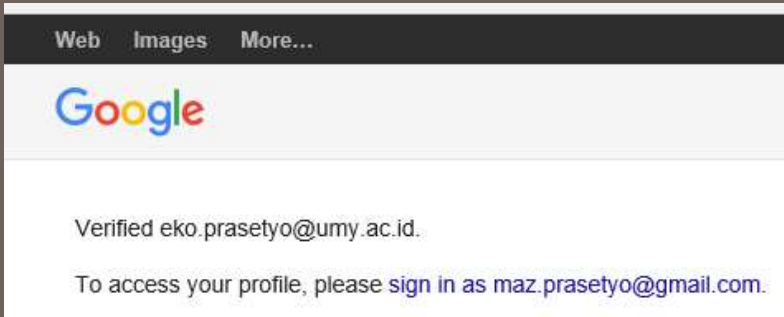 Web Images More...
Google
Verified eko.prasetyo@umy.ac.id.
To access your profile, please sign in as maz.prasetyo@gmail.com.